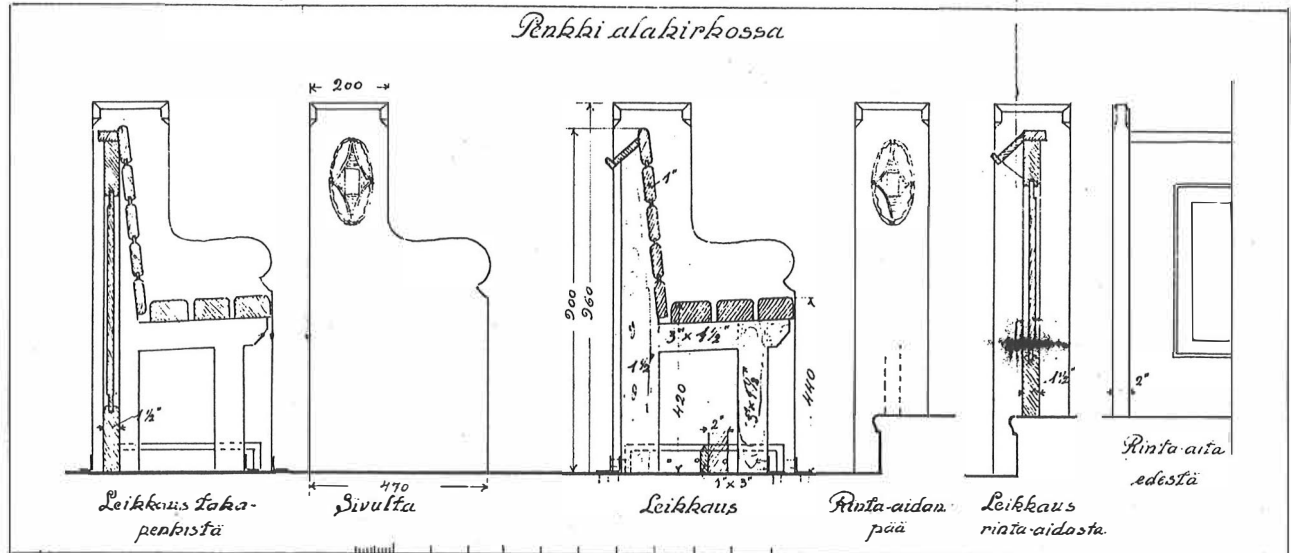 Penkki alakirkossa
200
1"
900
960
3" x 4½"
1½"
1½"
420
3" x 1½"
440
2"
1½"
2"
470
1" x 3"
Leikkaus taka-
penkistä
Sivulta
Leikkaus
Rinta-aidan-
pää
Leikkaus
rinta-aidasta.
Rinta-aita
edestä